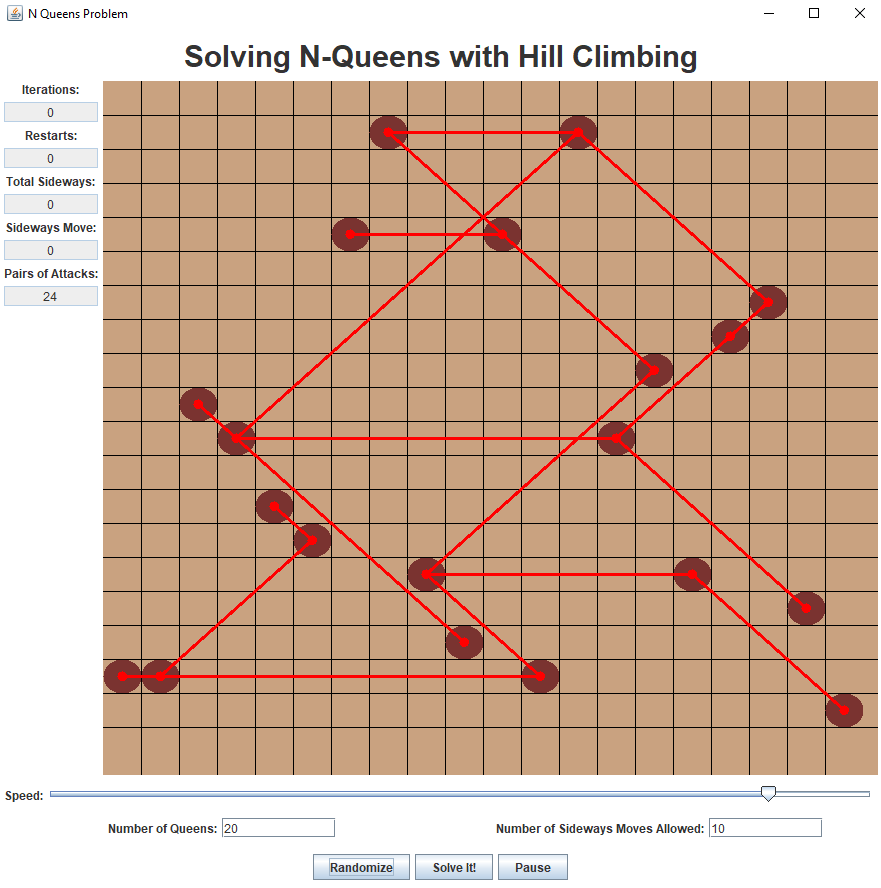 N Queens Problem
Solving N-Queens with Hill Climbing
Iterations:
0
Restarts:
0
Total Sideways:
0
Sideways Move:
0
Pairs of Attacks:
24
Speed:
Number of Queens: 20 Number of Sideways Moves Allowed: 10
Randomize Solve It! Pause